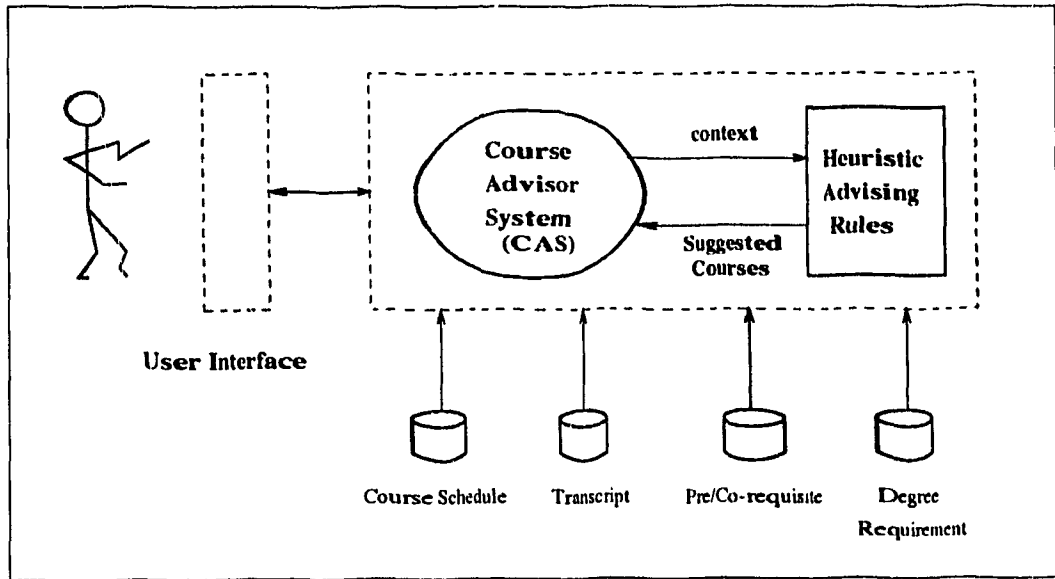 Course
Advisor
System
(CAS)
context
Suggested
Courses
Heuristic
Advising
Rules
User Interface
Course Schedule
Transcript
Pre/Co-requisite
Degree
Requirement